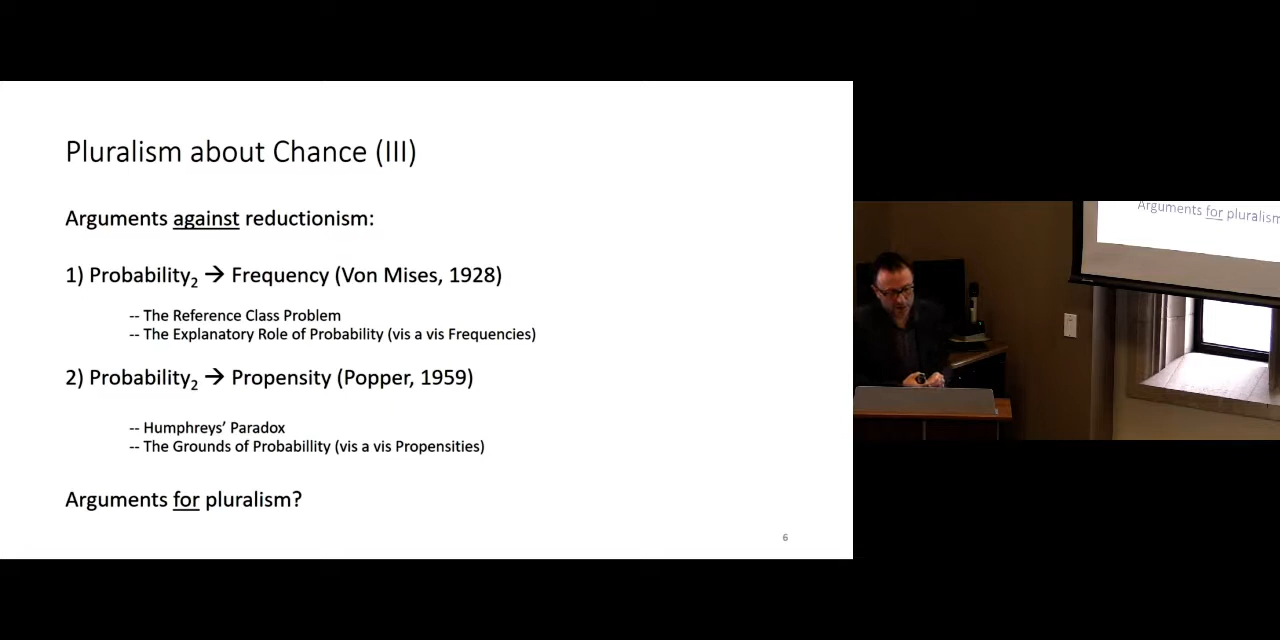 Pluralism about Chance (III)
Arguments against reductionism:
1) Probability₂ → Frequency (Von Mises, 1928)
-- The Reference Class Problem
-- The Explanatory Role of Probability (vis a vis Frequencies)
2) Probability₂ → Propensity (Popper, 1959)
-- Humphreys’ Paradox
-- The Grounds of Probabillity (vis a vis Propensities)
Arguments for pluralism?
6
Arguments for pluralism